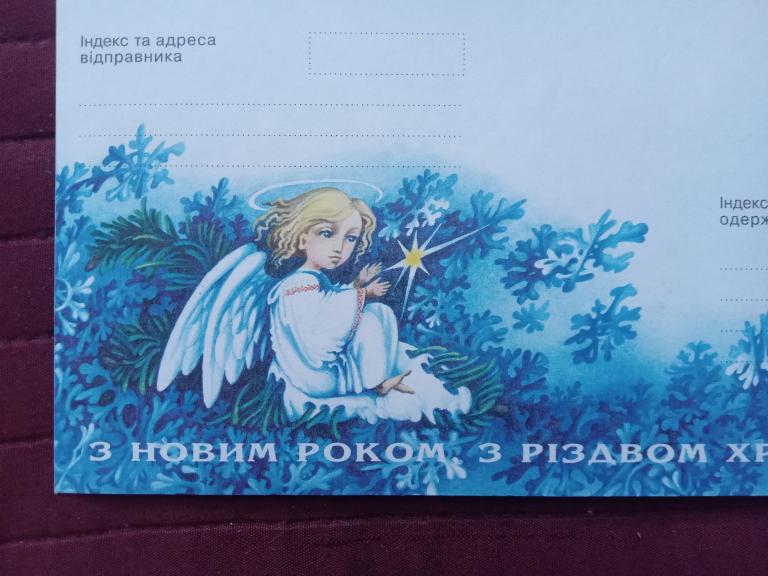 Індекс та адреса
відправника
Індекс
одерж
З НОВИМ РОКОМ, З РІЗДВОМ ХР